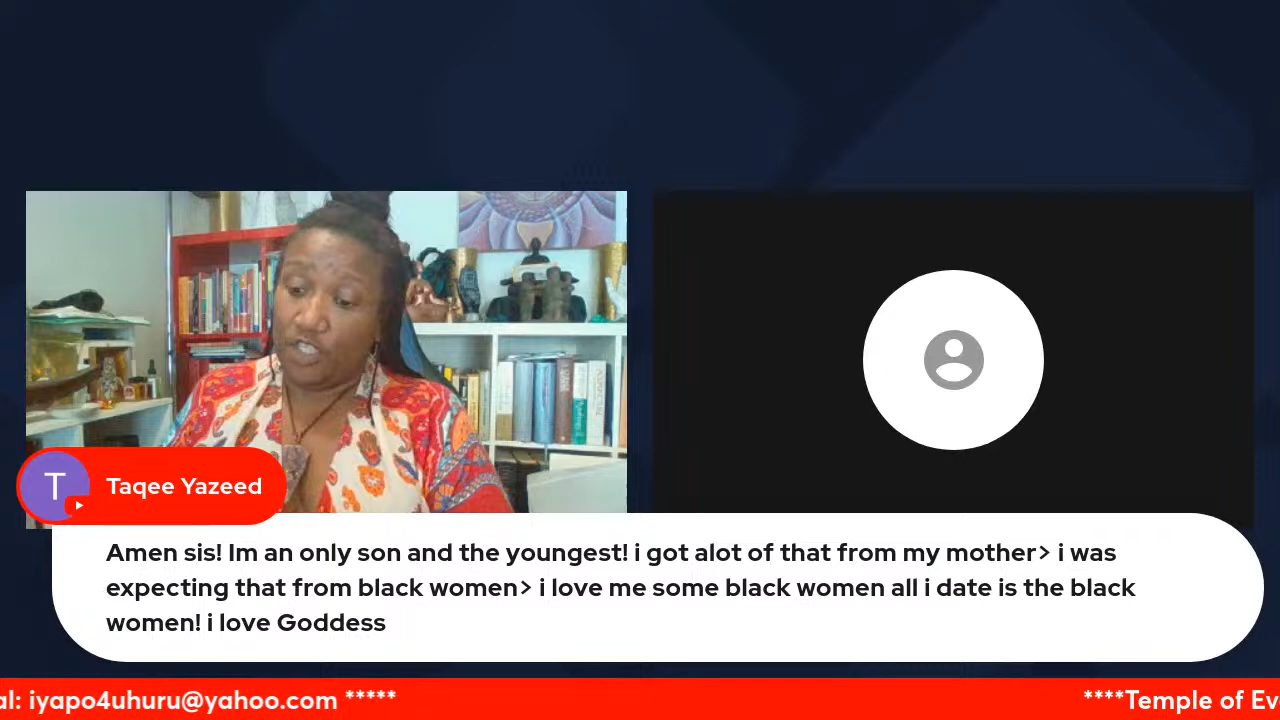 T
Taqee Yazeed
Amen sis! Im an only son and the youngest! i got alot of that from my mother> i was
expecting that from black women> i love me some black women all i date is the black
women! i love Goddess
al: iyapo4uhuru@yahoo.com ***** ****Temple of Ev